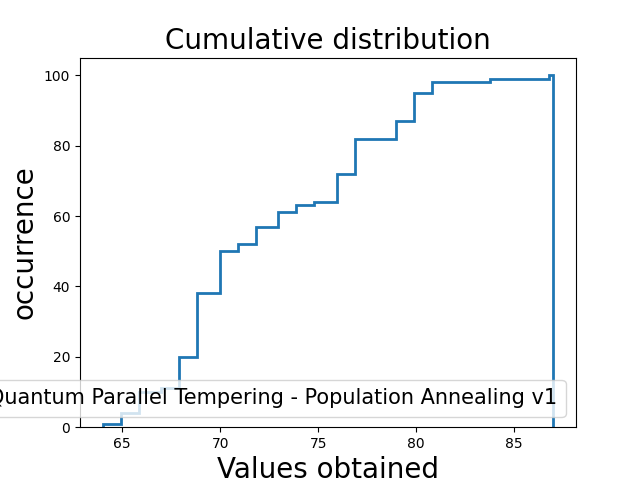 Cumulative distribution
100
80
60
40
20
0
occurrence
Quantum Parallel Tempering - Population Annealing v1
65 70 75 80 85
Values obtained